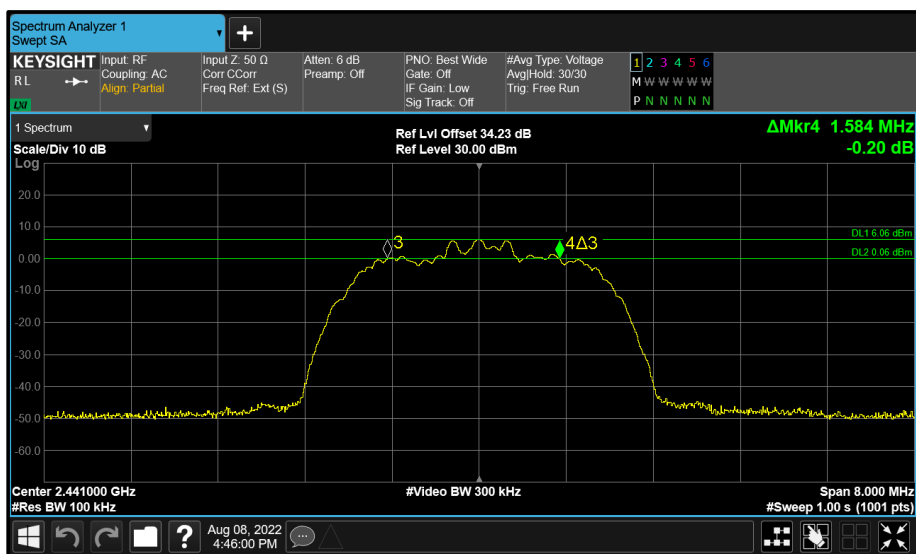 Spectrum Analyzer 1
Swept SA
+
KEYSIGHT
R L
LXI
Input: RF
Coupling: AC
Align: Partial
Input Z: 50 Ω
Corr CCorr
Freq Ref: Ext (S)
Atten: 6 dB
Preamp: Off
PNO: Best Wide
Gate: Off
IF Gain: Low
Sig Track: Off
#Avg Type: Voltage
Avg|Hold: 30/30
Trig: Free Run
1 2 3 4 5 6
M W W W W W
P N N N N N
1 Spectrum
Scale/Div 10 dB
Ref Lvl Offset 34.23 dB
Ref Level 30.00 dBm
ΔMkr4 1.584 MHz
-0.20 dB
Log
20.0
10.0
0.00
-10.0
-20.0
-30.0
-40.0
-50.0
-60.0
3
4Δ3
DL1 6.06 dBm
DL2 0.06 dBm
Center 2.441000 GHz
#Res BW 100 kHz
#Video BW 300 kHz
Span 8.000 MHz
#Sweep 1.00 s (1001 pts)
?
Aug 08, 2022
4:46:00 PM